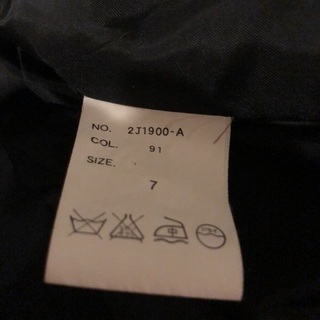 NO. 2J1900-A
COL. 91
SIZE.
7
中